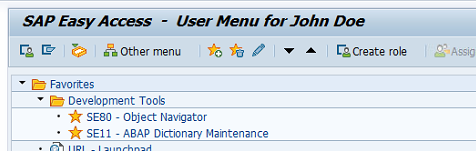 SAP Easy Access - User Menu for John Doe
Other menu
Create role
Assig
Favorites
Development Tools
SE80 - Object Navigator
SE11 - ABAP Dictionary Maintenance
URL - Launchpad